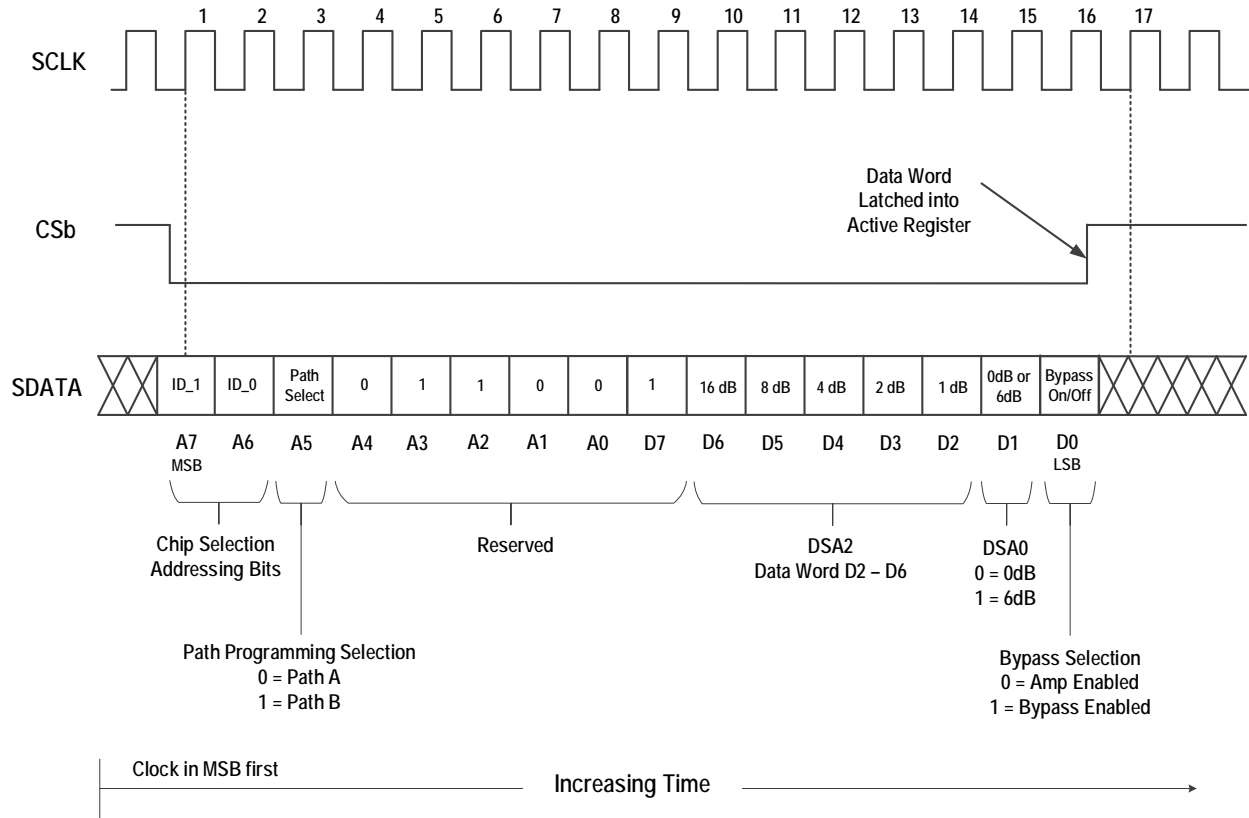 1 2 3 4 5 6 7 8 9 10 11 12 13 14 15 16 17
SCLK
Data Word
Latched into
Active Register
CSb
SDATA
ID_1 ID_0 Path Select 0 1 1 0 0 1 16 dB 8 dB 4 dB 2 dB 1 dB 0dB or 6dB Bypass On/Off
A7 A6 A5 A4 A3 A2 A1 A0 D7 D6 D5 D4 D3 D2 D1 D0
MSB LSB
Chip Selection
Addressing Bits
Reserved
DSA2
Data Word D2 – D6
DSA0
0 = 0dB
1 = 6dB
Path Programming Selection
0 = Path A
1 = Path B
Bypass Selection
0 = Amp Enabled
1 = Bypass Enabled
Clock in MSB first
Increasing Time